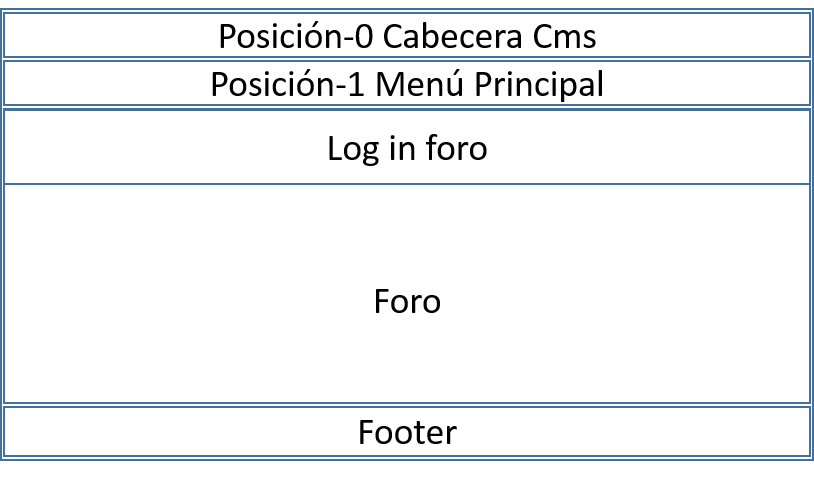 Posición-0 Cabecera Cms
Posición-1 Menú Principal
Log in foro
Foro
Footer